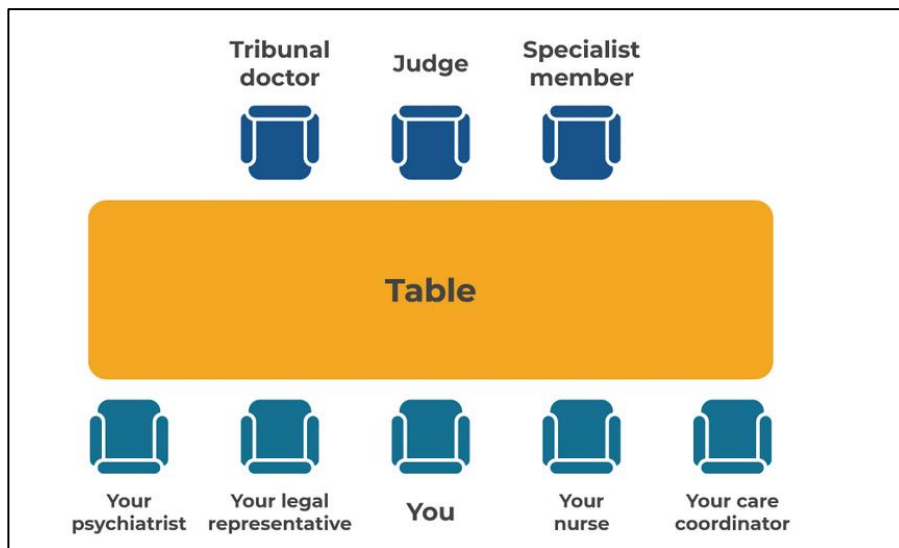 Tribunal
doctor
Judge
Specialist
member
Table
Your
psychiatrist
Your legal
representative
You
Your
nurse
Your care
coordinator